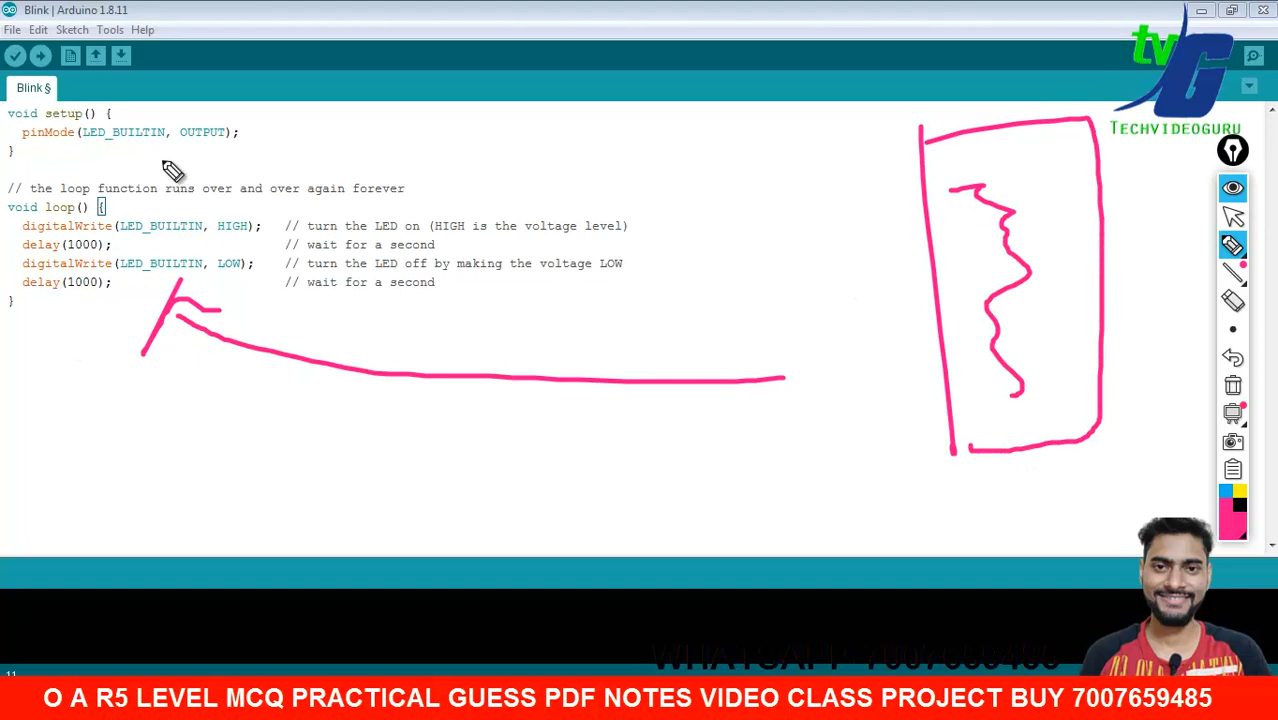 Blink | Arduino 1.8.11
File Edit Sketch Tools Help
tvG
Blink §
TECHVIDEOGURU
void setup() {
pinMode(LED_BUILTIN, OUTPUT);
}
// the loop function runs over and over again forever
void loop() {
digitalWrite(LED_BUILTIN, HIGH); // turn the LED on (HIGH is the voltage level)
delay(1000); // wait for a second
digitalWrite(LED_BUILTIN, LOW); // turn the LED off by making the voltage LOW
delay(1000); // wait for a second
}
WHATSAPP
11
O A R5 LEVEL MCQ PRACTICAL GUESS PDF NOTES VIDEO CLASS PROJECT BUY 7007659485